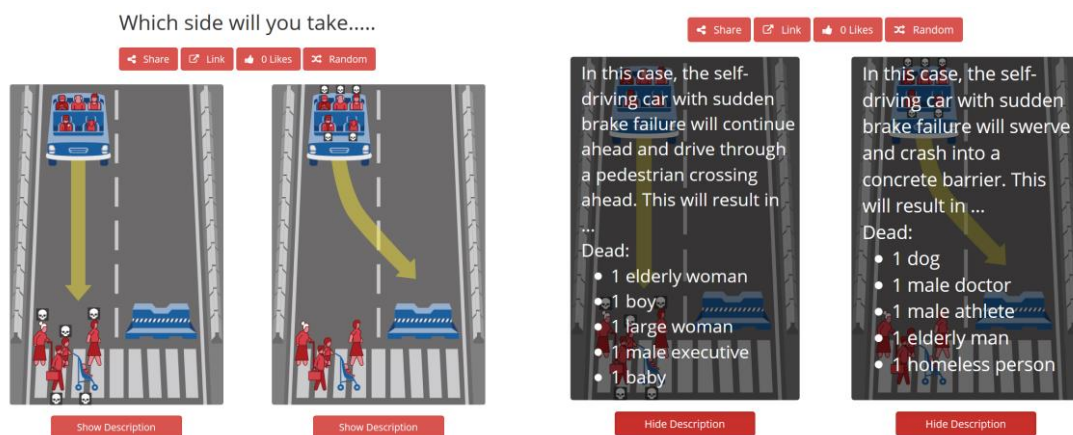 Which side will you take.....
Share Link 0 Likes Random
Show Description
Show Description
Share Link 0 Likes Random
In this case, the self-
driving car with sudden
brake failure will continue
ahead and drive through
a pedestrian crossing
ahead. This will result in
...
Dead:
1 elderly woman
1 boy
1 large woman
1 male executive
1 baby
Hide Description
In this case, the self-
driving car with sudden
brake failure will swerve
and crash into a
concrete barrier. This
will result in ...
Dead:
1 dog
1 male doctor
1 male athlete
1 elderly man
1 homeless person
Hide Description